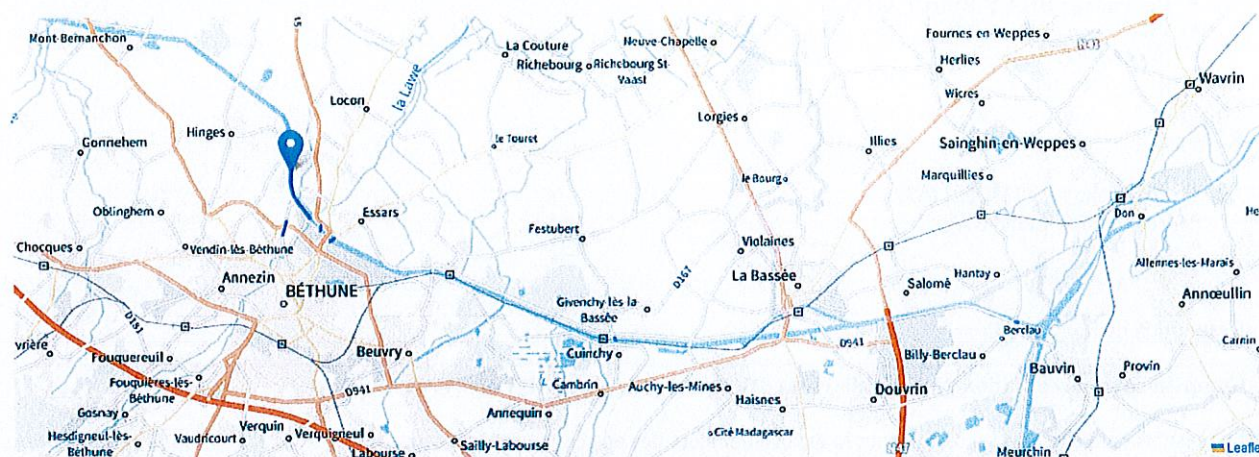 Mont-Bernanchon
La Couture
Richebourg
Richebourg St-
Vaast
Neuve-Chapelle
Fournes en Weppes
Herlies
Wicres
Wavrin
Locon
la Lawe
Hinges
Gonnehem
le Touret
Lorgies
Illies
Sainghin-en-Weppes
le Bourg
Marquillies
Oblinghem
Essars
Don
Festubert
Chocques
Vendin-lès-Béthune
Violaines
Annezin
BÉTHUNE
D167
La Bassée
Salomé
Hantay
Allennes-les-Marais
Annœullin
Givenchy-lès-la
Bassée
D181
Berclau
vrière
Fouquereuil
Beuvry
Cuinchy
D941
Billy-Berclau
Carnin
Fouquières-lès-
Béthune
D941
Cambrin
Auchy-les-Mines
Douvrin
Bauvin
Provin
Gosnay
Annequin
Haisnes
Hesdigneul-lès-
Béthune
Vaudricourt
Verquin
Verquigneul
Sailly-Labourse
Cité Madagascar
Labourse
N47
Meurchin
Leafle